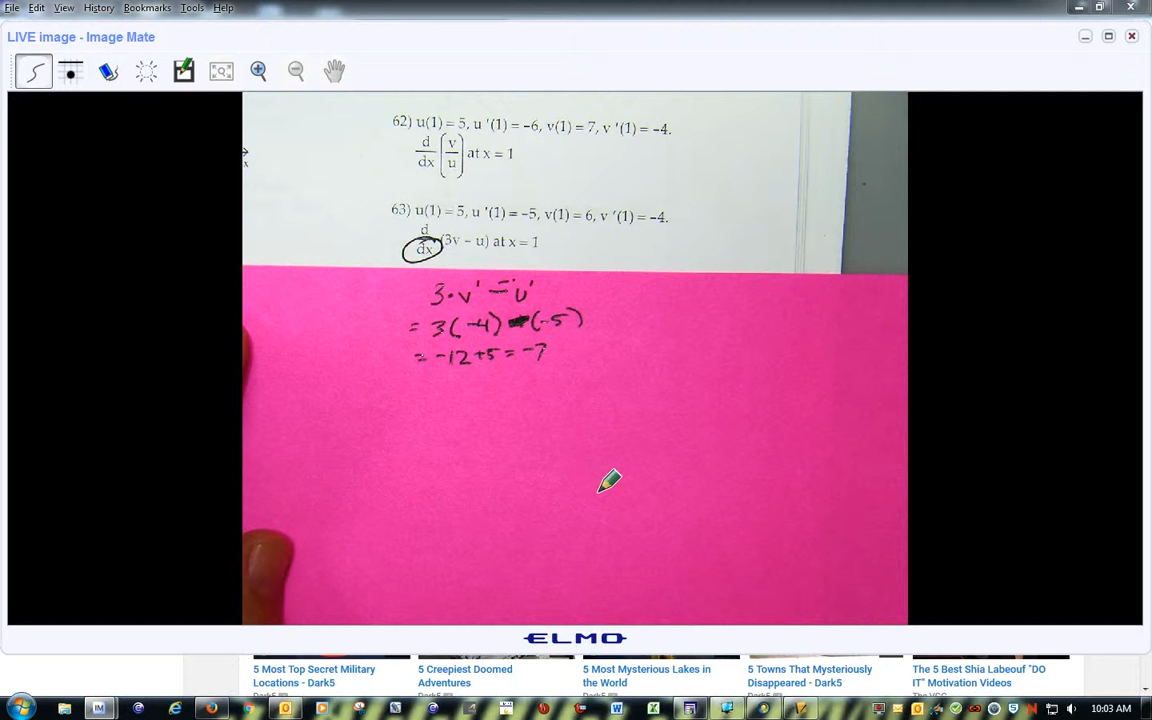 File Edit View History Bookmarks Tools Help
LIVE image - Image Mate
62) u(1) = 5, u '(1) = -6, v(1) = 7, v '(1) = -4.
d/dx (v/u) at x = 1
x
63) u(1) = 5, u '(1) = -5, v(1) = 6, v '(1) = -4.
d/dx (3v - u) at x = 1
3·v' - u'
= 3(-4) - (-5)
= -12+5 = -7
ELMO
5 Most Top Secret Military Locations - Dark5
5 Creepiest Doomed Adventures
5 Most Mysterious Lakes in the World
5 Towns That Mysteriously Disappeared - Dark5
The 5 Best Shia Labeouf "DO IT" Motivation Videos
10:03 AM